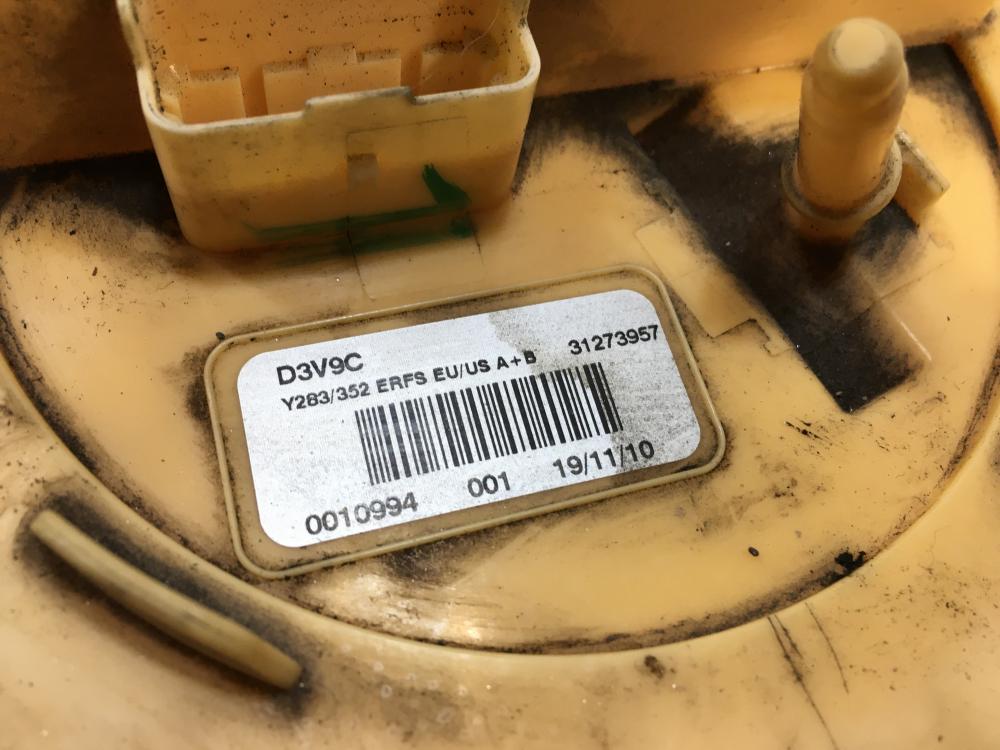 D3V9C 31273957
Y283/352 ERFS EU/US A+B
0010994 001 19/11/10